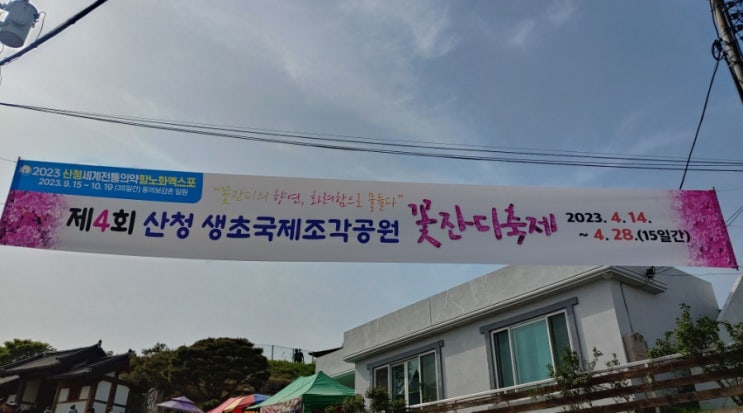 2023 산청세계전통의약항노화엑스포
2023. 9. 15 ~ 10. 19 (35일간) 동의보감촌 일원
"꽃잔디의 향연, 화려함으로 물들다"
제4회 산청 생초국제조각공원 꽃잔디축제
2023. 4. 14.
~ 4. 28.(15일간)